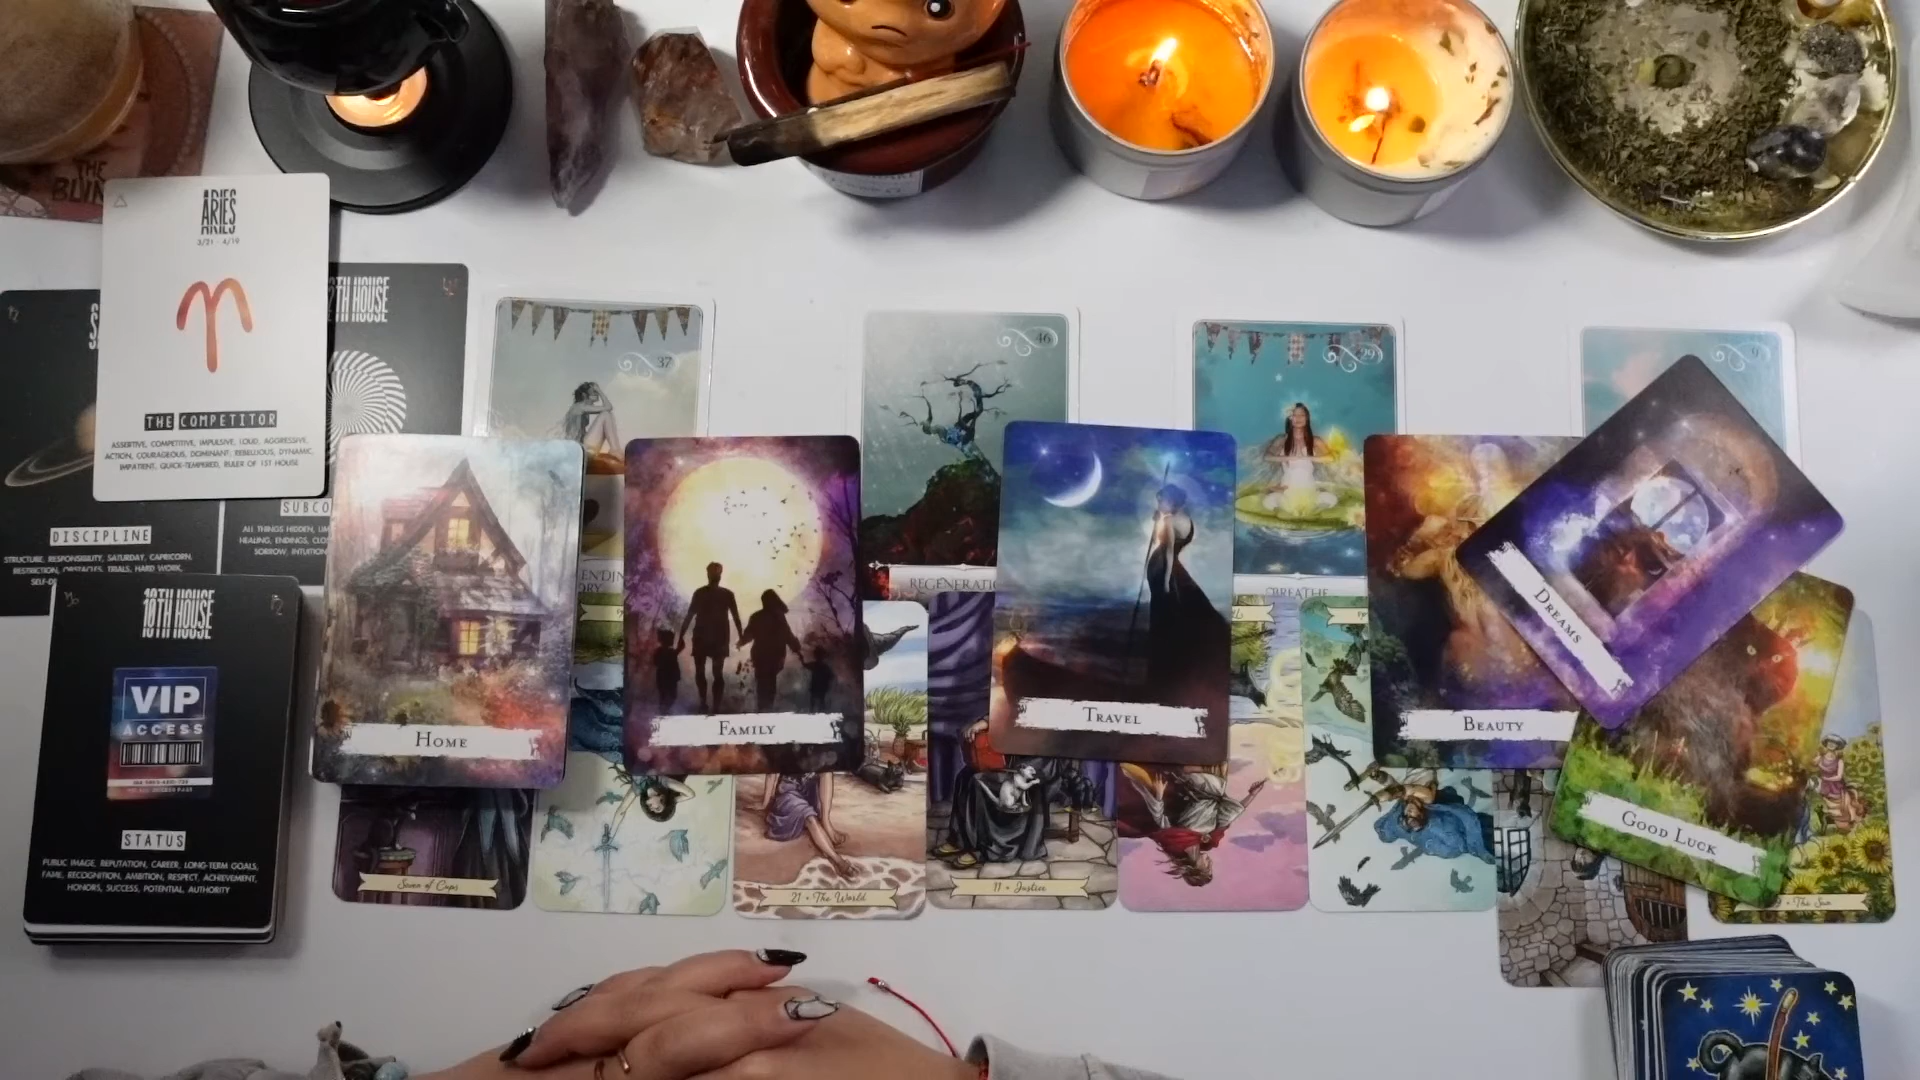 THE
ARIES
3/21 - 4/19
THE COMPETITOR
ASSERTIVE, COMPETITIVE, IMPULSIVE, LOUD, AGGRESSIVE,
ACTION, COURAGEOUS, DOMINANT, REBELLIOUS, DYNAMIC,
IMPATIENT, QUICK-TEMPERED, RULER OF 1ST HOUSE
TH HOUSE
SUBCO
ALL THINGS HIDDEN,
HEALING, ENDINGS,
SORROW,
DISCIPLINE
STRUCTURE, RESPONSIBILITY, SATURDAY, CAPRICORN,
RESTRICTION, OBSTACLES, TRIALS, HARD WORK,
10TH HOUSE
VIP
ACCESS
STATUS
PUBLIC IMAGE, REPUTATION, CAREER, LONG-TERM GOALS,
FAME, RECOGNITION, AMBITION, RESPECT, ACHIEVEMENT,
HONORS, SUCCESS, POTENTIAL, AUTHORITY
37
46
REGENERATIO
29
BREATHE
9
HOME
FAMILY
TRAVEL
BEAUTY
DREAMS
GOOD LUCK
Seven of Cups
21 • The World
11 • Justice
The Sun